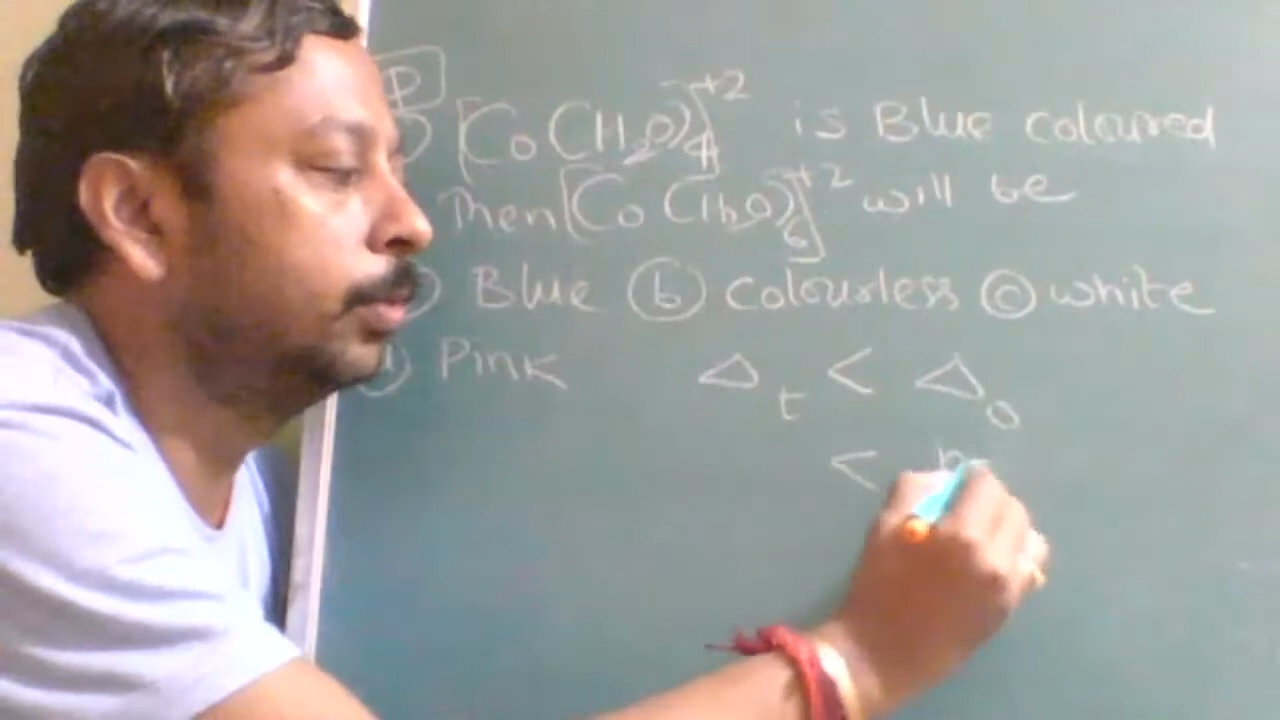 P
[Co(H2O)4]+2 is Blue coloured
Then [Co(H2O)6]+2 will be
Blue (b) colourless (c) white
Pink Δt < Δo
<